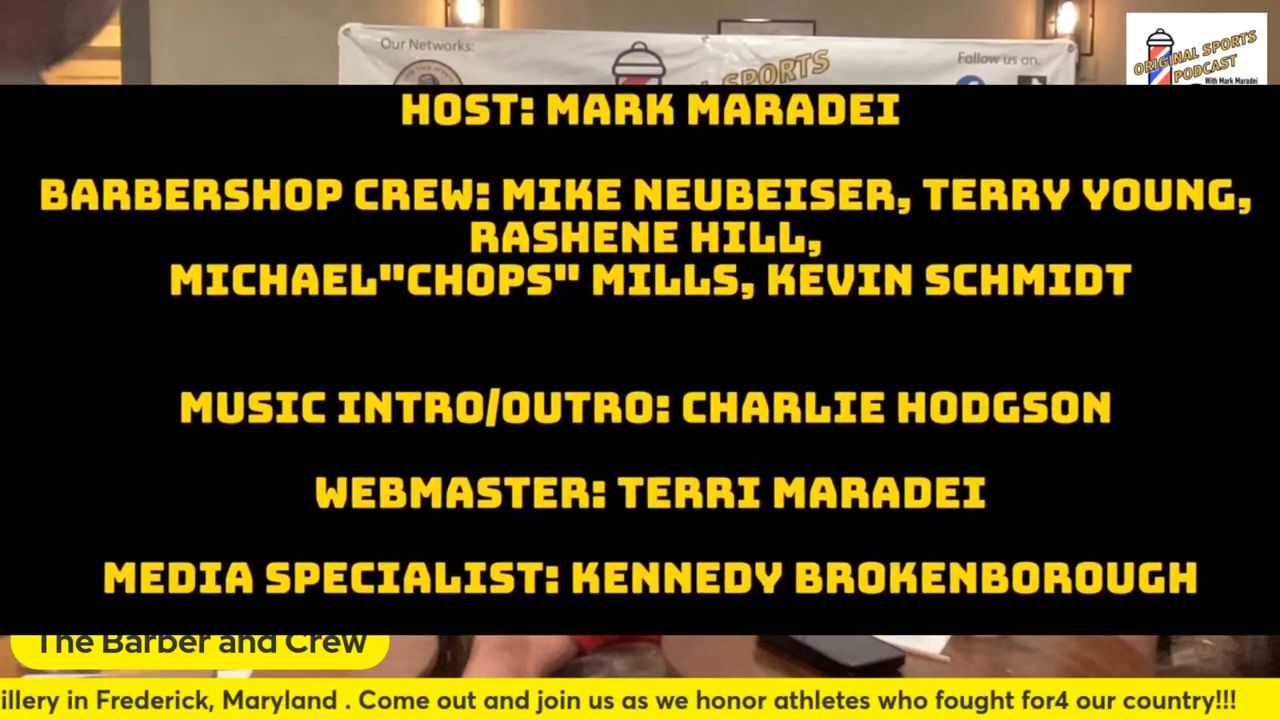 Our Networks:
SPORTS
Follow us on:
ORIGINAL SPORTS
PODCAST
With Mark Maradei
HOST: MARK MARADEI
BARBERSHOP CREW: MIKE NEUBEISER, TERRY YOUNG,
RASHENE HILL,
MICHAEL"CHOPS" MILLS, KEVIN SCHMIDT
MUSIC INTRO/OUTRO: CHARLIE HODGSON
WEBMASTER: TERRI MARADEI
MEDIA SPECIALIST: KENNEDY BROKENBOROUGH
The Barber and Crew
in Frederick, Maryland . Come out and join us as we honor athletes who fought for4 our country!!!